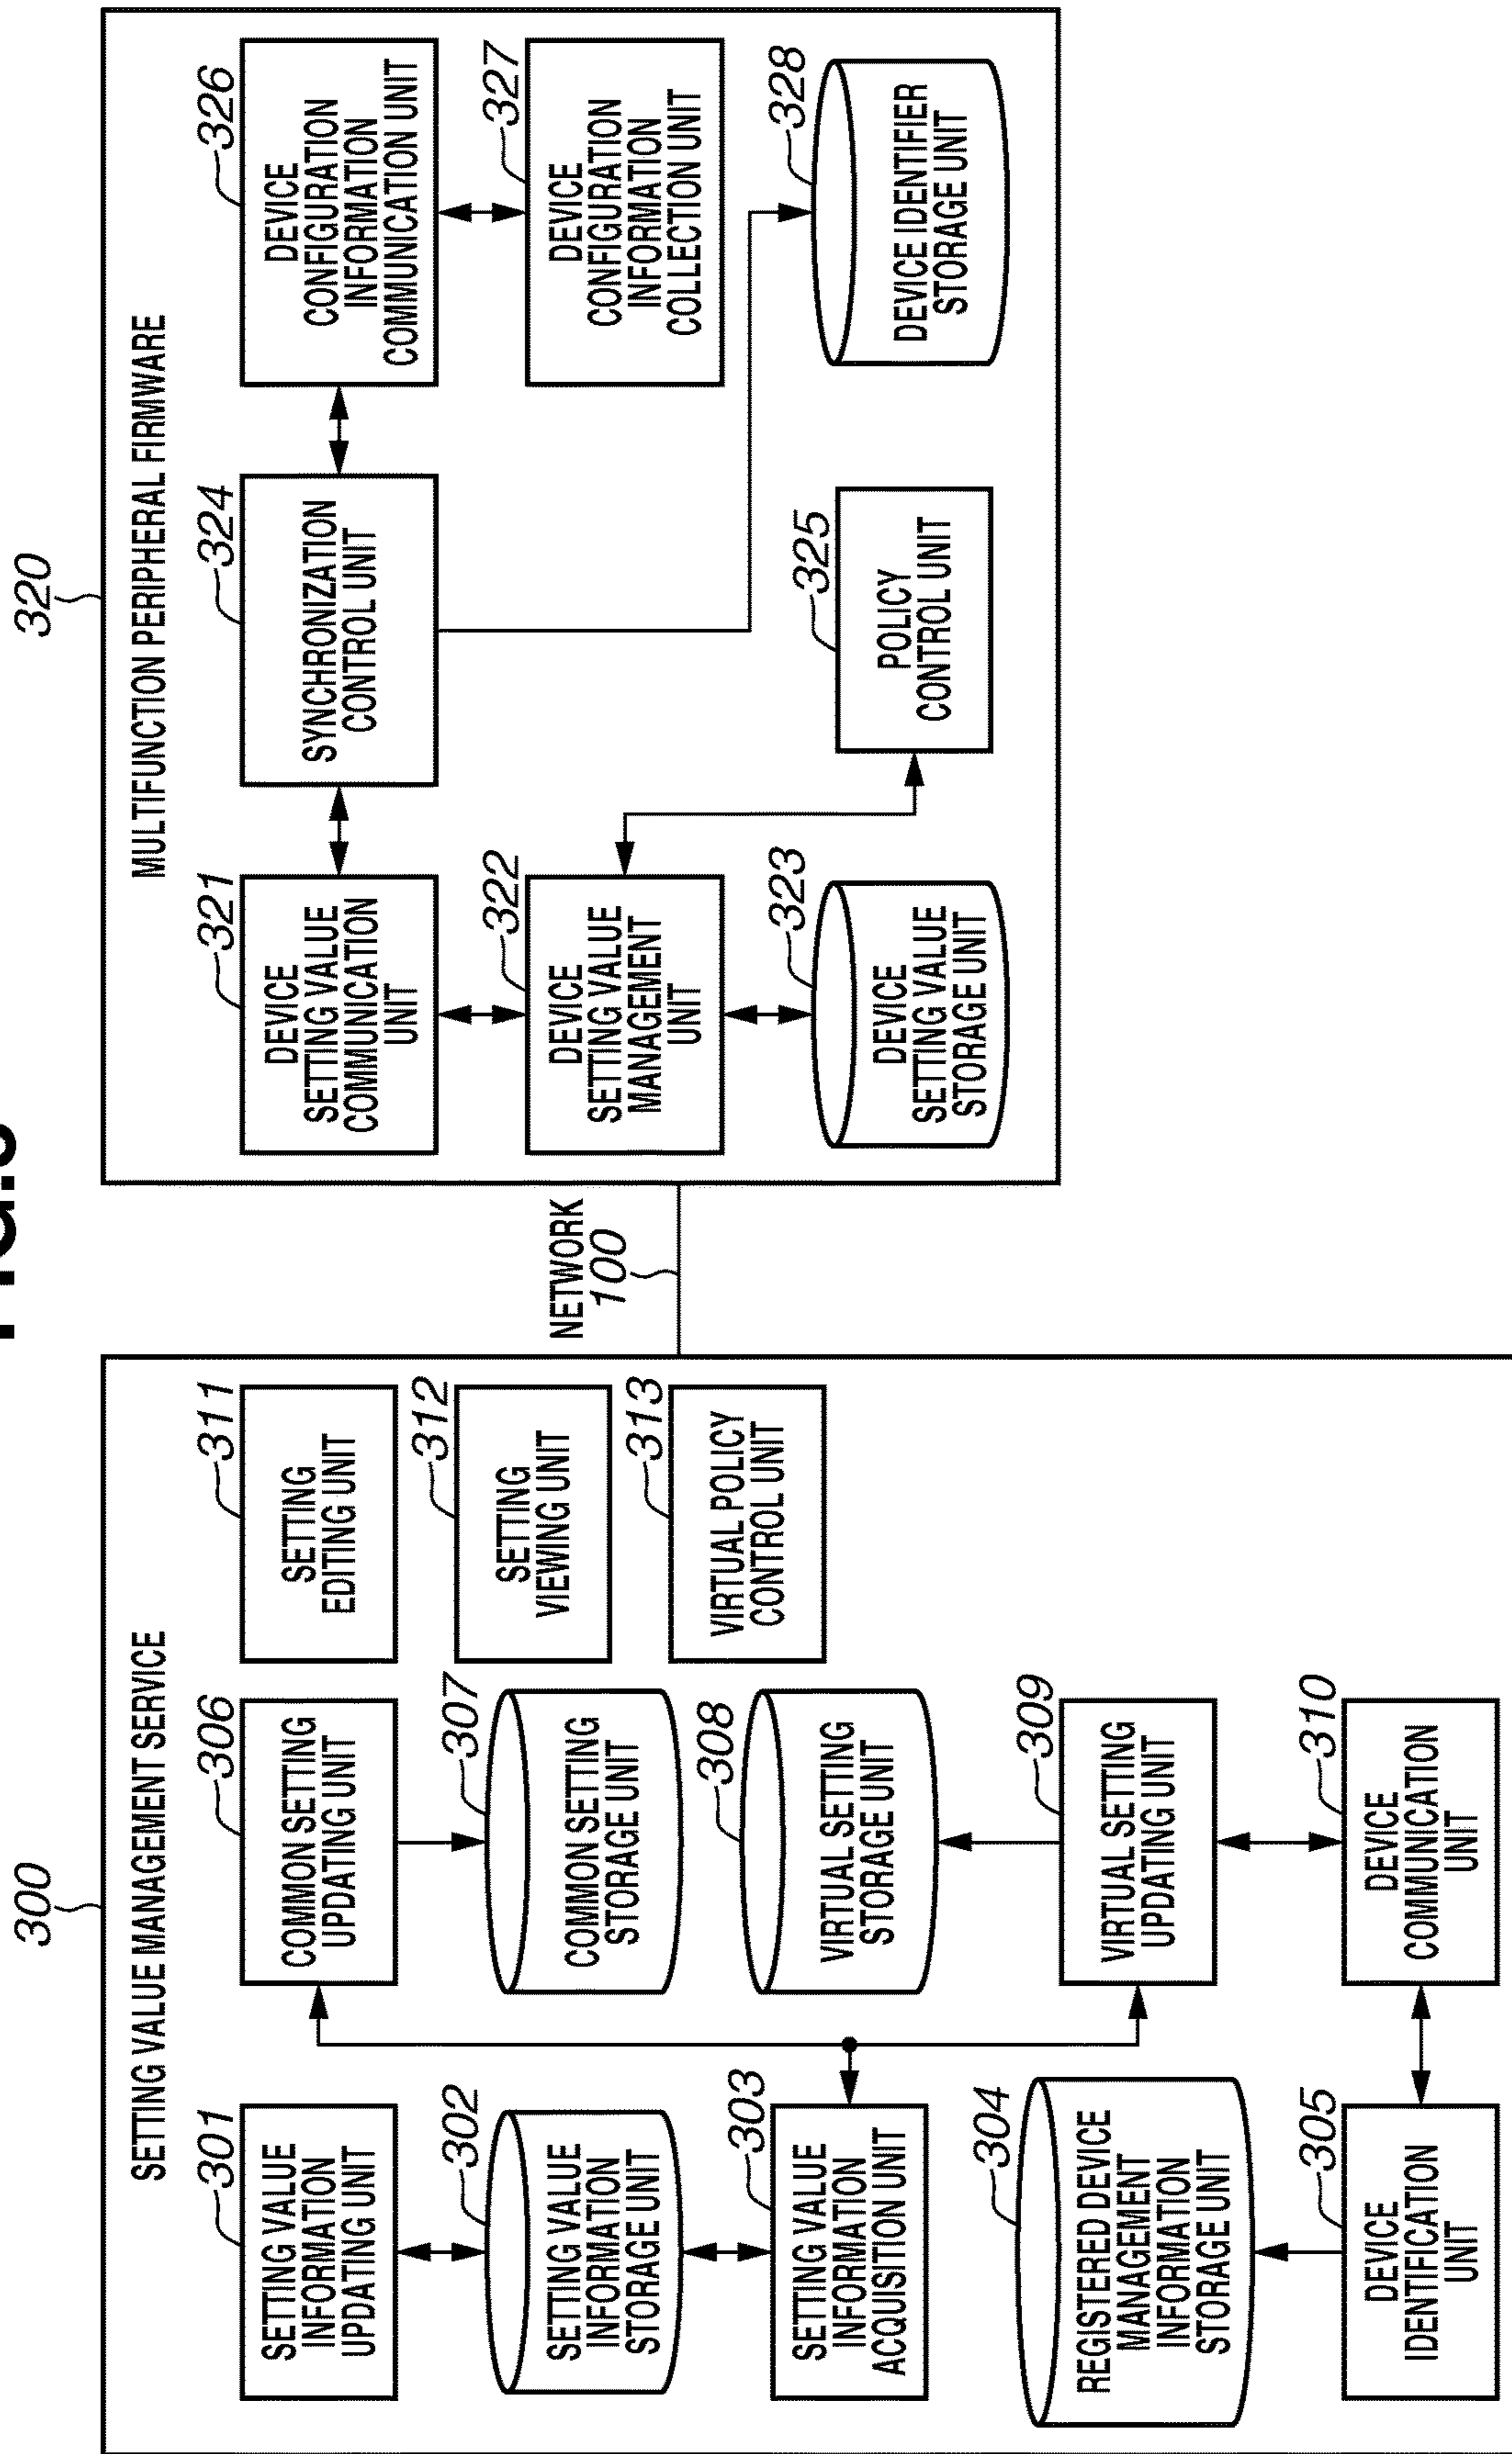 300
SETTING VALUE MANAGEMENT SERVICE
301
SETTING VALUE
INFORMATION
UPDATING UNIT
302
SETTING VALUE
INFORMATION
STORAGE UNIT
303
SETTING VALUE
INFORMATION
ACQUISITION UNIT
304
REGISTERED DEVICE
MANAGEMENT
INFORMATION
STORAGE UNIT
305
DEVICE
IDENTIFICATION
UNIT
306
COMMON SETTING
UPDATING UNIT
307
COMMON SETTING
STORAGE UNIT
308
VIRTUAL SETTING
STORAGE UNIT
309
VIRTUAL SETTING
UPDATING UNIT
310
DEVICE
COMMUNICATION
UNIT
311
SETTING
EDITING UNIT
312
SETTING
VIEWING UNIT
313
VIRTUAL POLICY
CONTROL UNIT
NETWORK
100
320
MULTIFUNCTION PERIPHERAL FIRMWARE
321
DEVICE
SETTING VALUE
COMMUNICATION
UNIT
322
DEVICE
SETTING VALUE
MANAGEMENT
UNIT
323
DEVICE
SETTING VALUE
STORAGE UNIT
324
SYNCHRONIZATION
CONTROL UNIT
325
POLICY
CONTROL UNIT
326
DEVICE
CONFIGURATION
INFORMATION
COMMUNICATION UNIT
327
DEVICE
CONFIGURATION
INFORMATION
COLLECTION UNIT
328
DEVICE IDENTIFIER
STORAGE UNIT